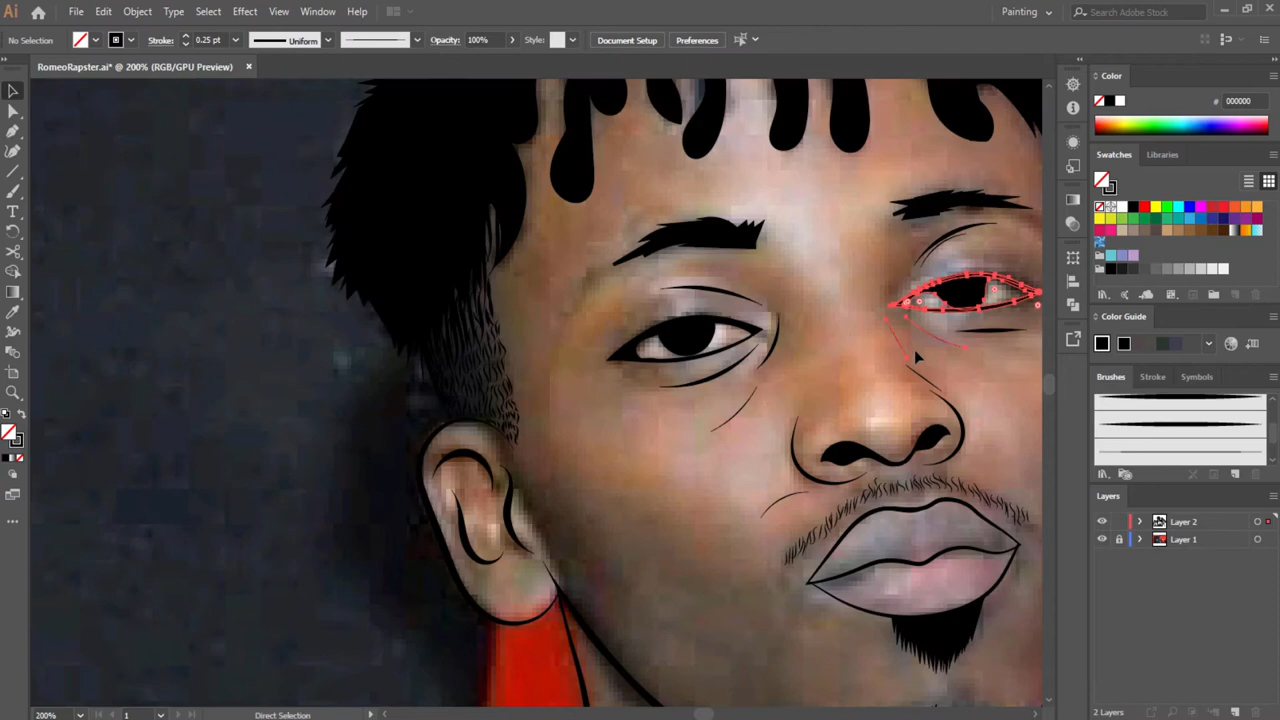 Ai File Edit Object Type Select Effect View Window Help Painting Search Adobe Stock
No Selection Stroke: 0.25 pt Uniform Opacity: 100% Style: Document Setup Preferences
RomeoRapster.ai* @ 200% (RGB/GPU Preview)
Color
# 000000
Swatches Libraries
Color Guide
Brushes Stroke Symbols
Layers
Layer 2
Layer 1
200% 1 Direct Selection 2 Layers